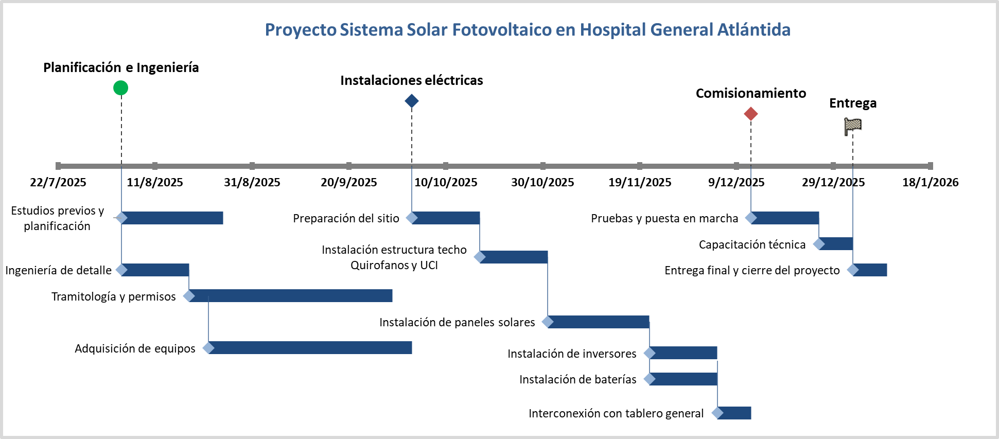 Proyecto Sistema Solar Fotovoltaico en Hospital General Atlántida
Planificación e Ingeniería
Instalaciones eléctricas
Comisionamiento
Entrega
22/7/2025
11/8/2025
31/8/2025
20/9/2025
10/10/2025
30/10/2025
19/11/2025
9/12/2025
29/12/2025
18/1/2026
Estudios previos y
planificación
Preparación del sitio
Pruebas y puesta en marcha
Capacitación técnica
Instalación estructura techo
Quirofanos y UCI
Ingeniería de detalle
Entrega final y cierre del proyecto
Tramitología y permisos
Instalación de paneles solares
Adquisición de equipos
Instalación de inversores
Instalación de baterías
Interconexión con tablero general